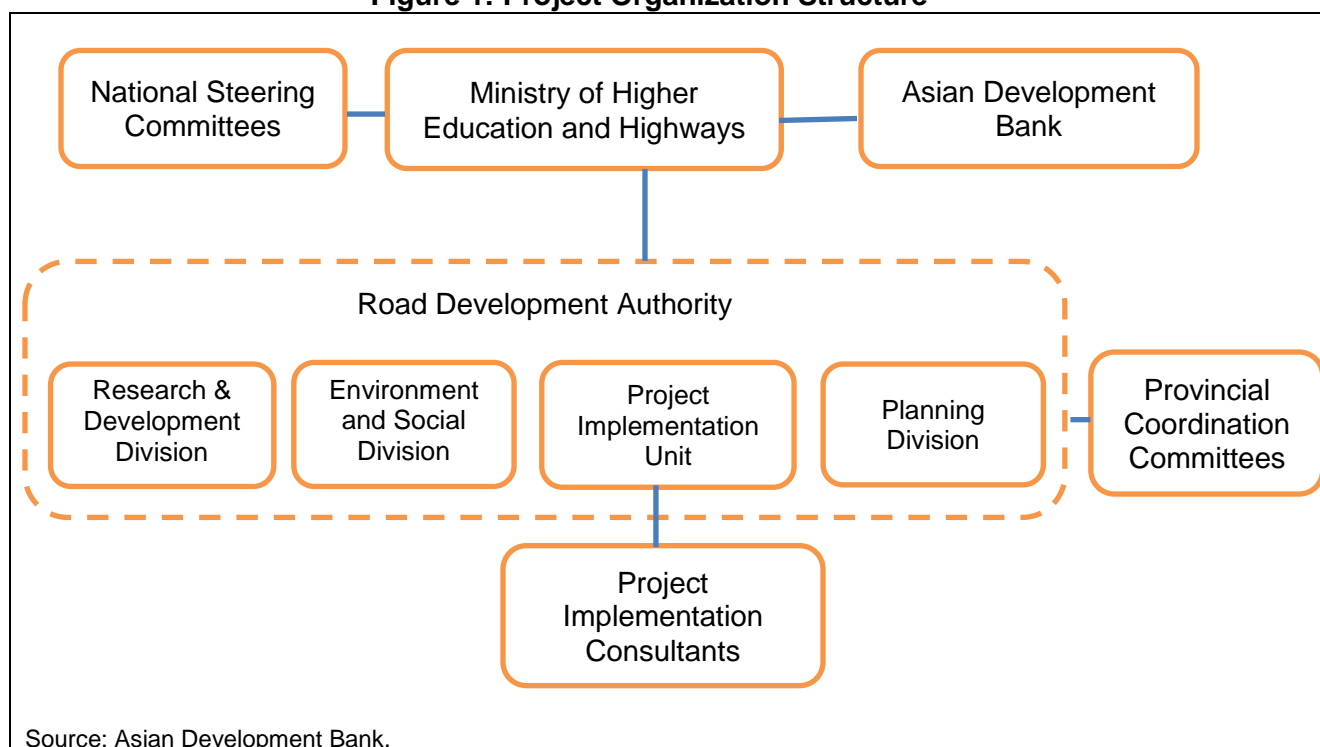 Figure 1: Project Organization Structure
National Steering
Committees
Ministry of Higher
Education and Highways
Asian Development
Bank
Road Development Authority
Research &
Development
Division
Environment
and Social
Division
Project
Implementation
Unit
Planning
Division
Provincial
Coordination
Committees
Project
Implementation
Consultants
Source: Asian Development Bank.